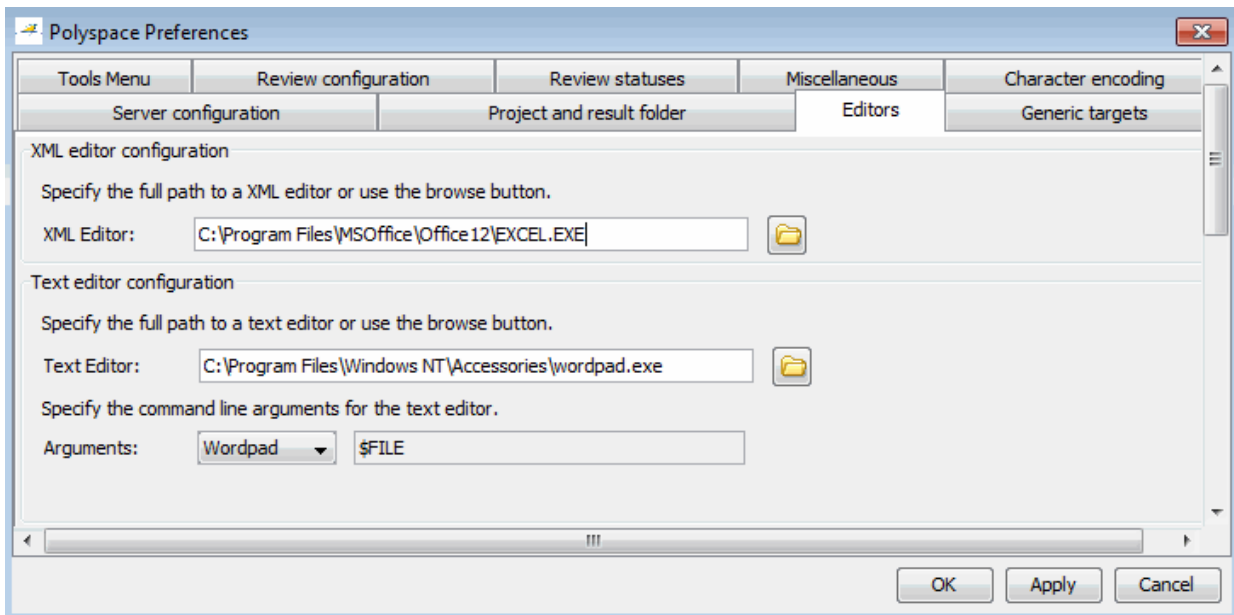 Polyspace Preferences
Tools Menu Review configuration Review statuses Miscellaneous Character encoding
Server configuration Project and result folder Editors Generic targets
XML editor configuration
Specify the full path to a XML editor or use the browse button.
XML Editor: C:\Program Files\MSOffice\Office12\EXCEL.EXE
Text editor configuration
Specify the full path to a text editor or use the browse button.
Text Editor: C:\Program Files\Windows NT\Accessories\wordpad.exe
Specify the command line arguments for the text editor.
Arguments: Wordpad $FILE
OK Apply Cancel